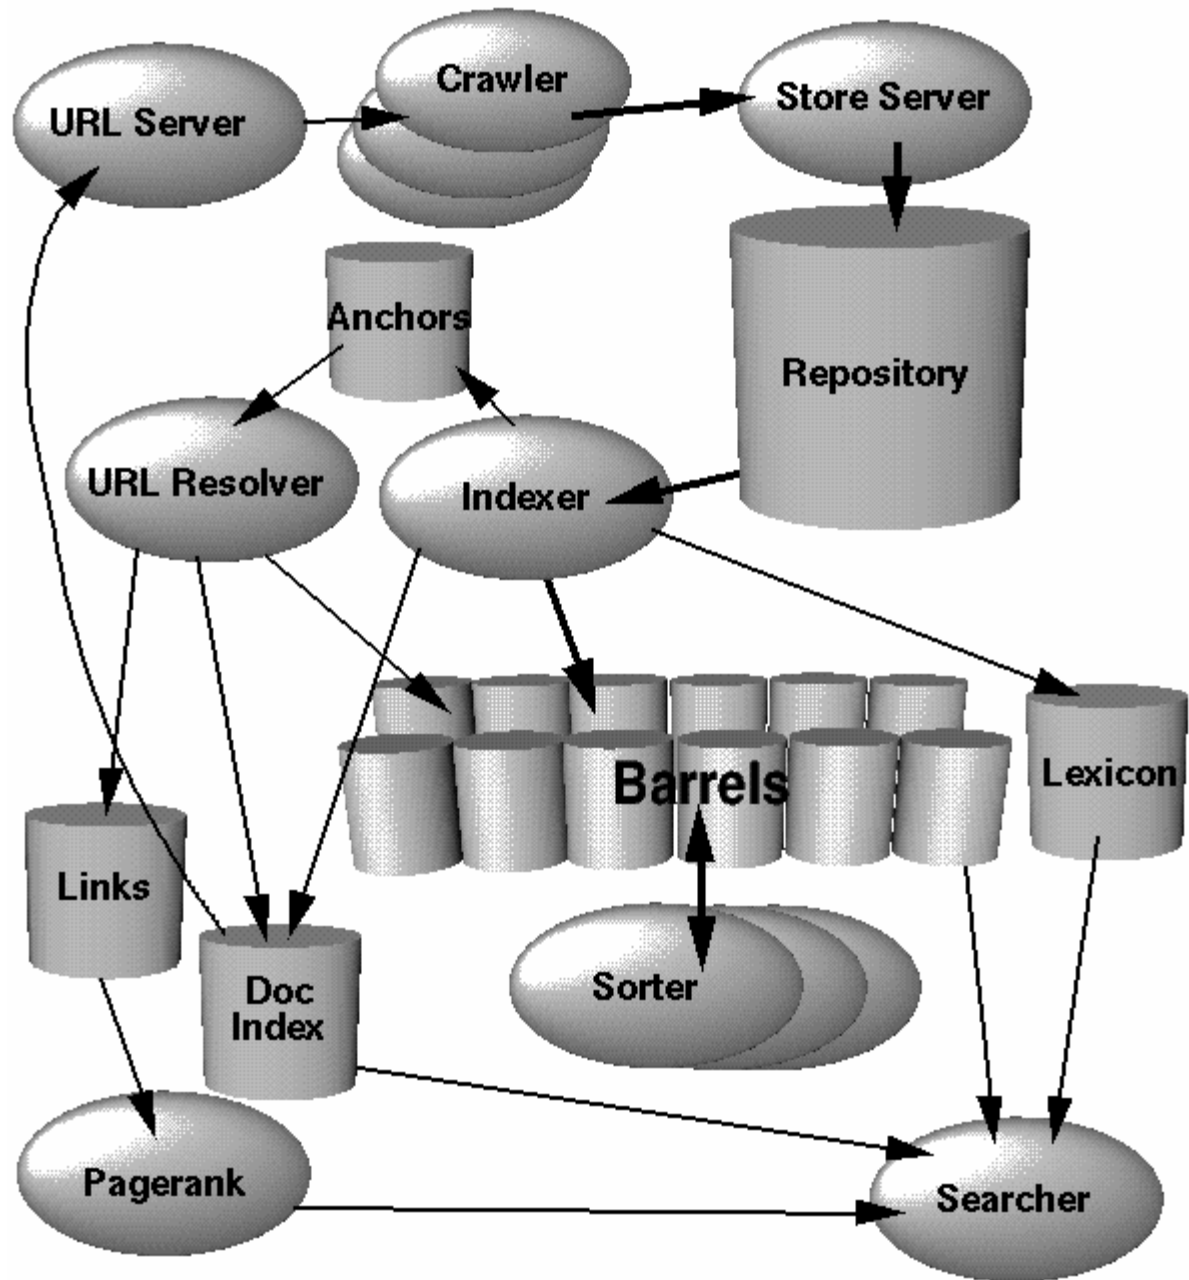 Crawler
URL Server
Store Server
Anchors
Repository
URL Resolver
Indexer
Barrels
Lexicon
Links
Doc
Index
Sorter
Pagerank
Searcher